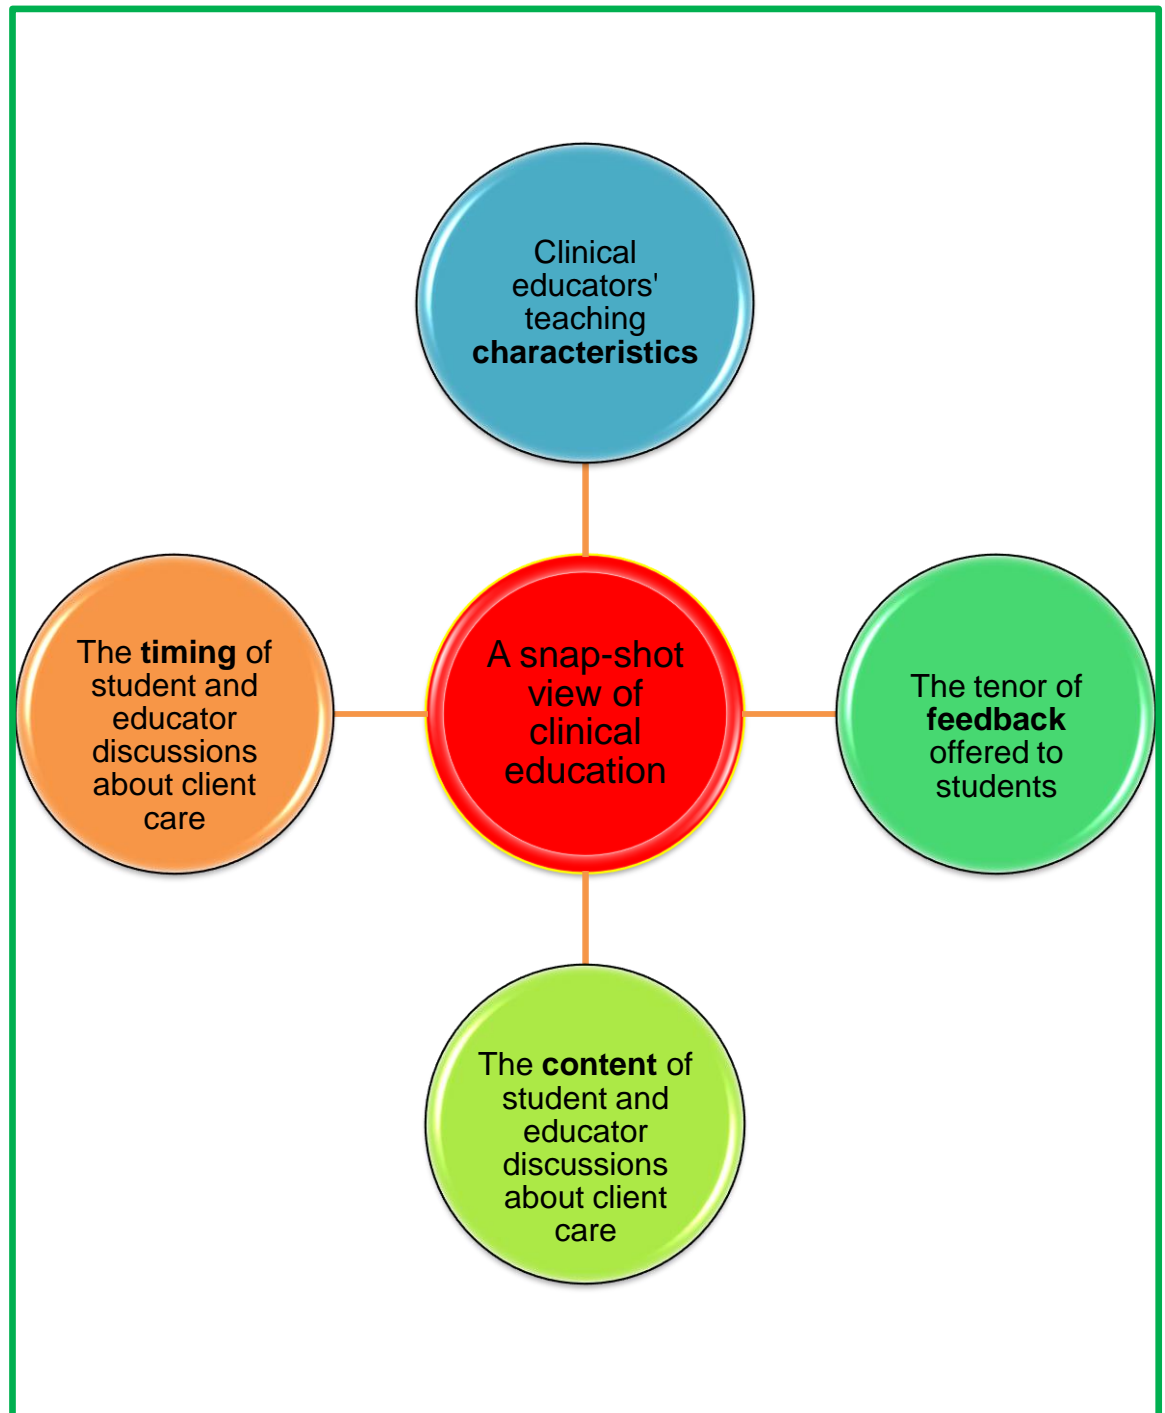 Clinical
educators'
teaching
characteristics
The timing of
student and
educator
discussions
about client
care
A snap-shot
view of
clinical
education
The tenor of
feedback
offered to
students
The content of
student and
educator
discussions
about client
care